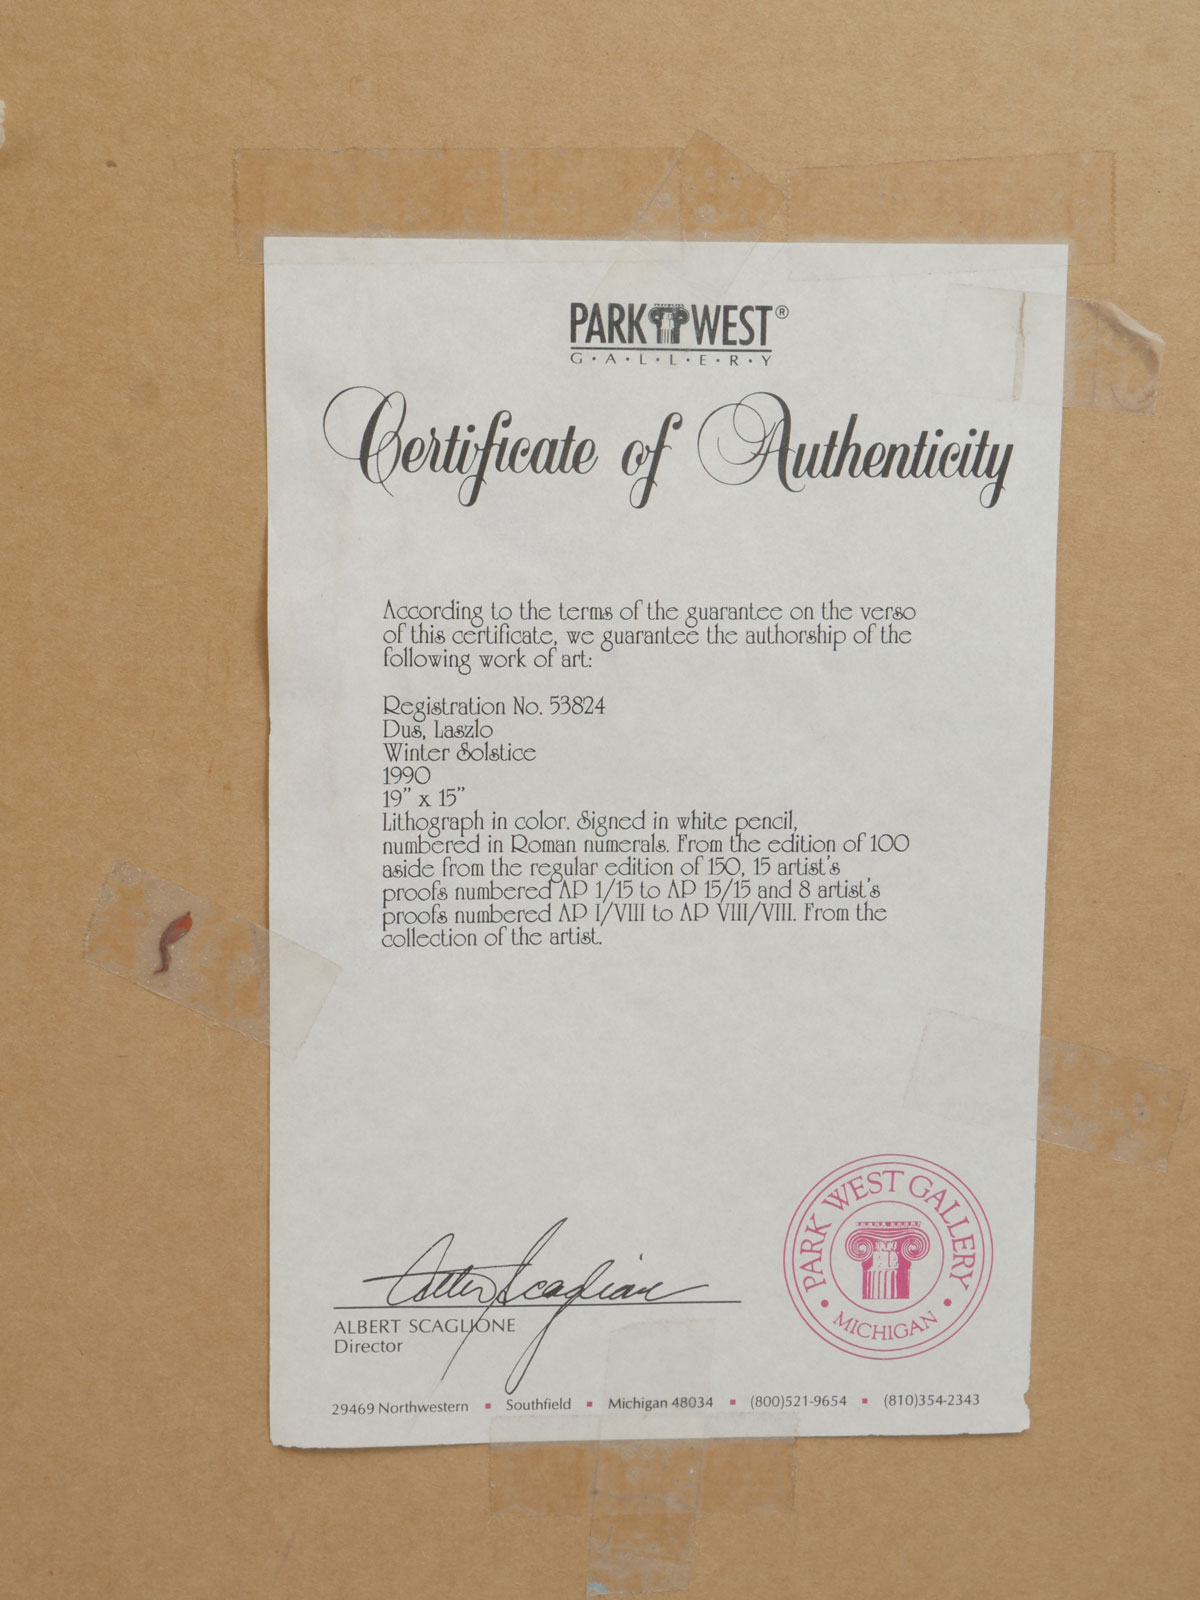 PARK WEST®
G·A·L·L·E·R·Y
Certificate of Authenticity
According to the terms of the guarantee on the verso
of this certificate, we guarantee the authorship of the
following work of art:
Registration No. 53824
Dus, Laszlo
Winter Solstice
1990
19" x 15"
Lithograph in color. Signed in white pencil,
numbered in Roman numerals. From the edition of 100
aside from the regular edition of 150, 15 artist's
proofs numbered AP 1/15 to AP 15/15 and 8 artist's
proofs numbered AP I/VIII to AP VIII/VIII. From the
collection of the artist.
PARK WEST GALLERY
• MICHIGAN •
Albert Scaglione
ALBERT SCAGLIONE
Director
29469 Northwestern ▪ Southfield ▪ Michigan 48034 ▪ (800)521-9654 ▪ (810)354-2343